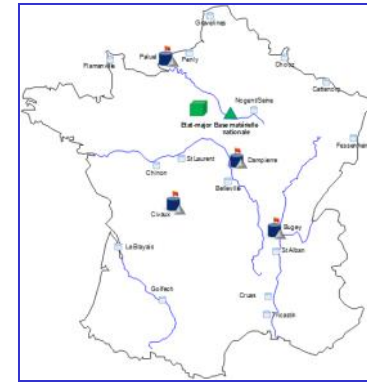 Gravelines
Paluel
Penly
Flamanville
Chooz
Cattenom
Nogent/Seine
Etat-major Base matérielle
nationale
Fessenheim
St Laurent
Dampierre
Chinon
Belleville
Civaux
Bugey
St Alban
Le Blayais
Golfech
Cruas
Tricastin